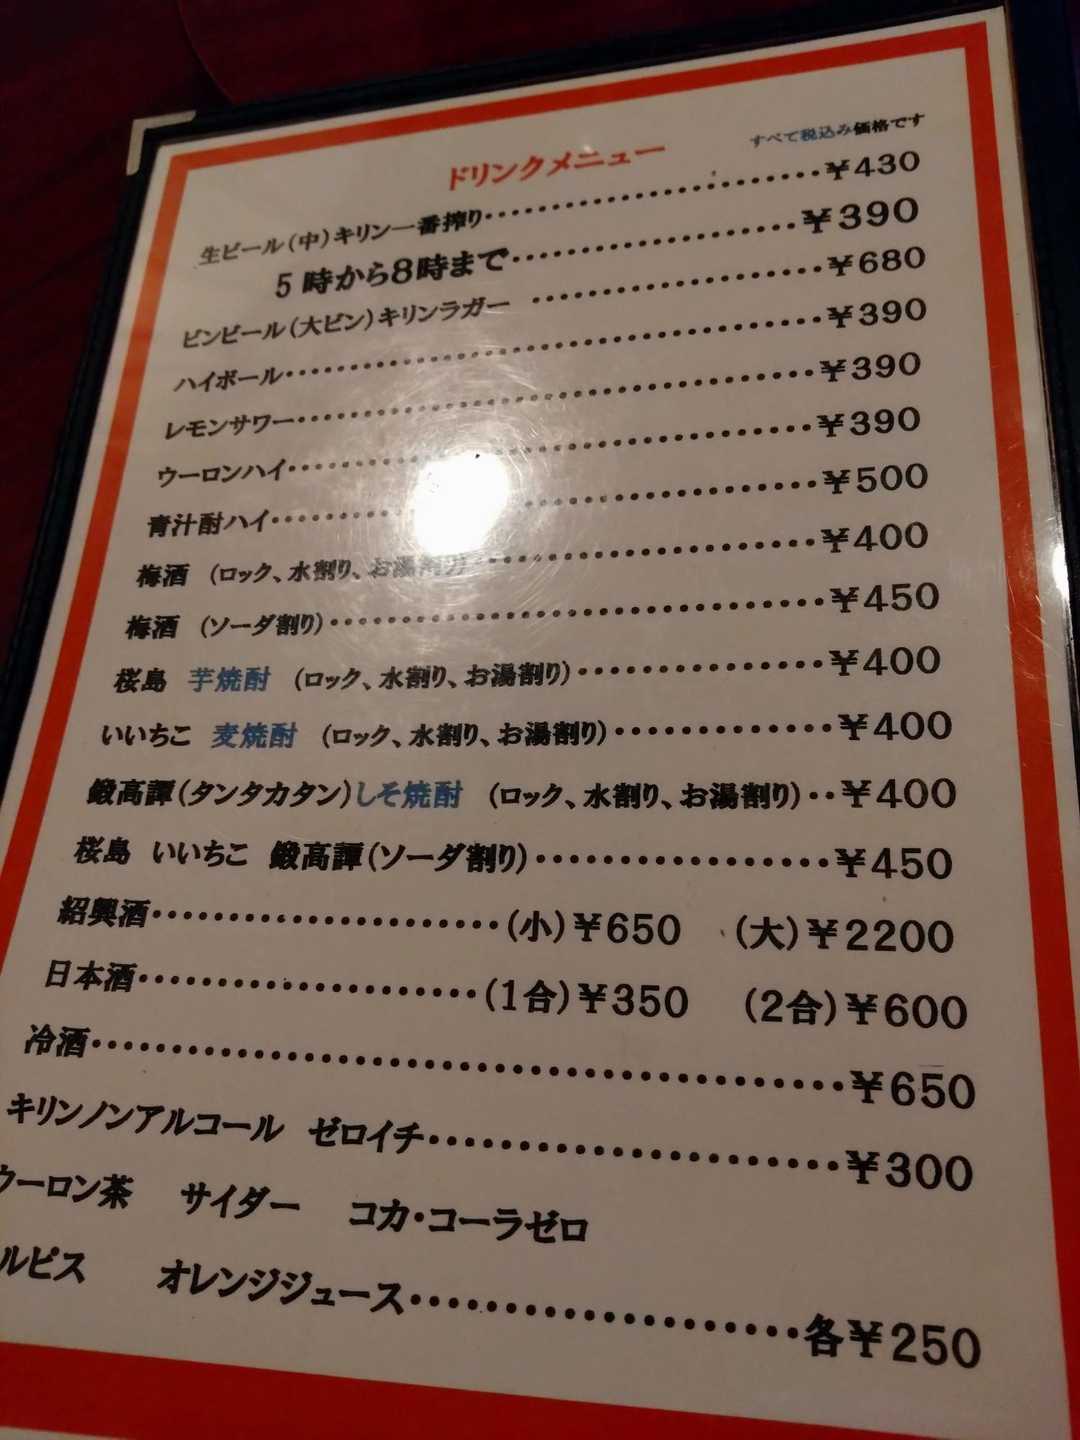 ドリンクメニュー
すべて税込み価格です
生ビール(中)キリン一番搾り・・・・・・・・・・・・・・・・・・・・・・・・¥430
5時から8時まで・・・・・・・・・・・・・・・・・・・・¥390
ビンビール(大ビン)キリンラガー ・・・・・・・・・・・・・・・・・・・・¥680
ハイボール・・・・・・・・・・・・・・・・・・・・・・・・・・・・・・・・・・・・¥390
レモンサワー・・・・・・・・・・・・・・・・・・・・・・・・・・・・・・・・・・・¥390
ウーロンハイ・・・・・・・・・・・・・・・・・・・・・・・・・・・・・・・・・・・¥390
青汁酎ハイ・・・・・・・・・・・・・・・・・・・・・・・・・・・・・・・・・・・・¥500
梅酒 (ロック、水割り、お湯割り)・・・・・・・・・・・・・・・・・・・・・・¥400
梅酒 (ソーダ割り)・・・・・・・・・・・・・・・・・・・・・・・・・・・・・・¥450
桜島 芋焼酎 (ロック、水割り、お湯割り)・・・・・・・・・・・・・・¥400
いいちこ 麦焼酎 (ロック、水割り、お湯割り)・・・・・・・・・・・・¥400
鍛高譚(タンタカタン)しそ焼酎 (ロック、水割り、お湯割り)・・¥400
桜島 いいちこ 鍛高譚(ソーダ割り)・・・・・・・・・・・・・・・・¥450
紹興酒・・・・・・・・・・・・・・・・・・・・・・(小)¥650 (大)¥2200
日本酒・・・・・・・・・・・・・・・・・・・・・(1合)¥350 (2合)¥600
冷酒・・・・・・・・・・・・・・・・・・・・・・・・・・・・・・・・・・・・・・・・¥650
キリンノンアルコール ゼロイチ・・・・・・・・・・・・・・・・・・・・・¥300
ウーロン茶 サイダー コカ・コーラゼロ
ルピス オレンジジュース・・・・・・・・・・・・・・・・・・・各¥250